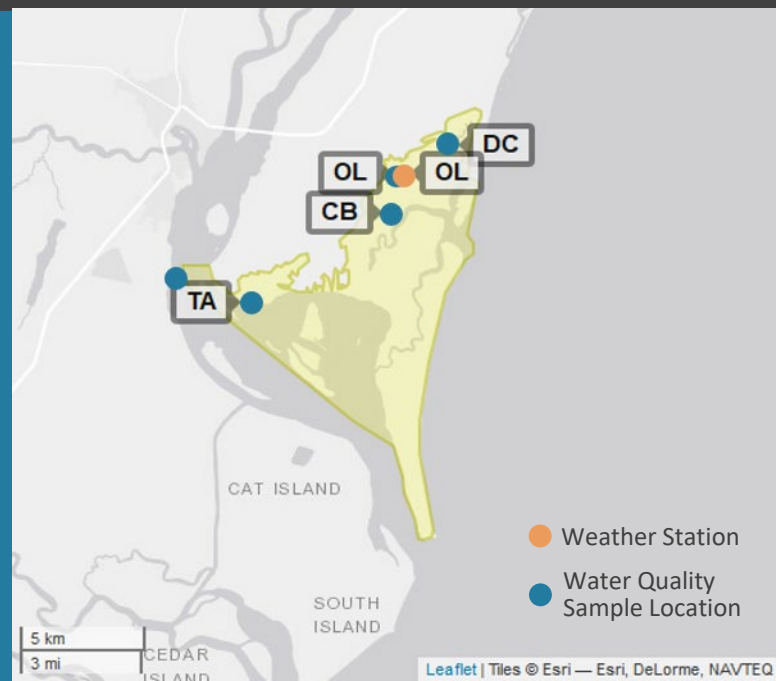 DC
OL
OL
CB
TA
CAT ISLAND
Weather Station
Water Quality
Sample Location
SOUTH
ISLAND
5 km
3 mi
CEDAR
ISLAND
Leaflet | Tiles © Esri — Esri, DeLorme, NAVTEQ